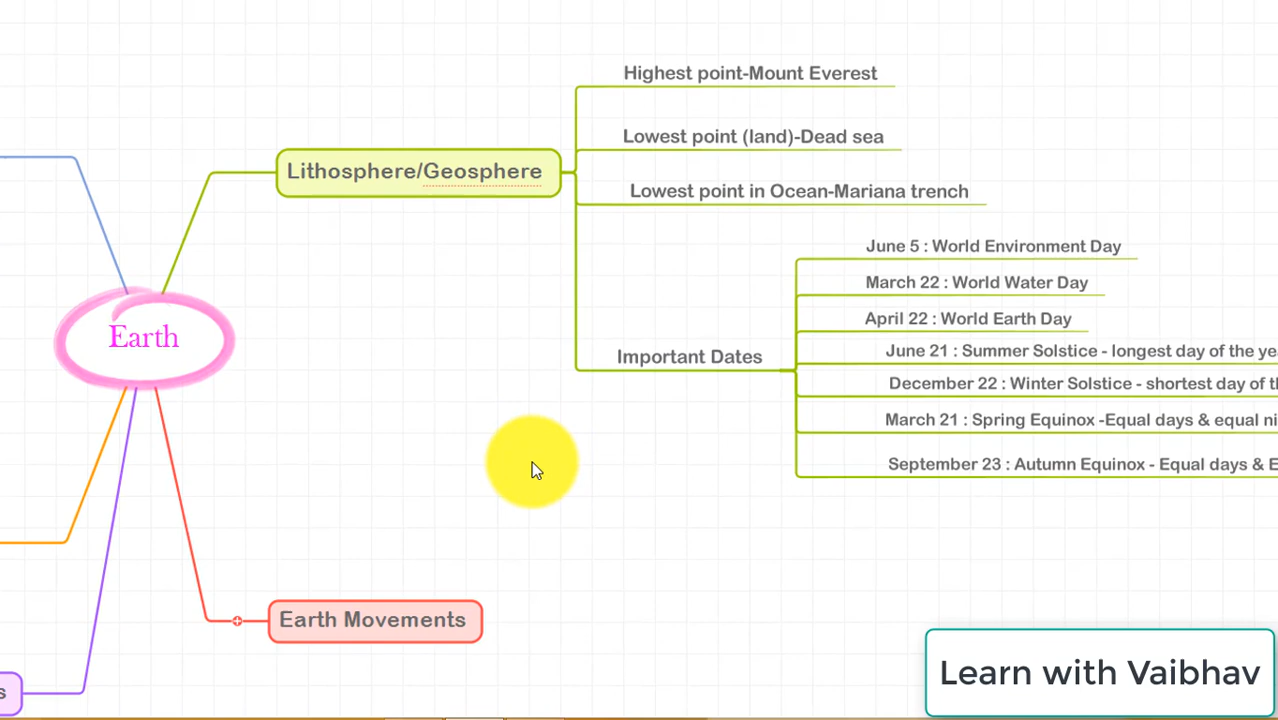 Highest point-Mount Everest
Lowest point (land)-Dead sea
Lithosphere/Geosphere
Lowest point in Ocean-Mariana trench
June 5 : World Environment Day
March 22 : World Water Day
April 22 : World Earth Day
Earth
June 21 : Summer Solstice - longest day of the
Important Dates
December 22 : Winter Solstice - shortest day of
March 21 : Spring Equinox -Equal days & equal
September 23 : Autumn Equinox - Equal days &
Earth Movements
Learn with Vaibhav